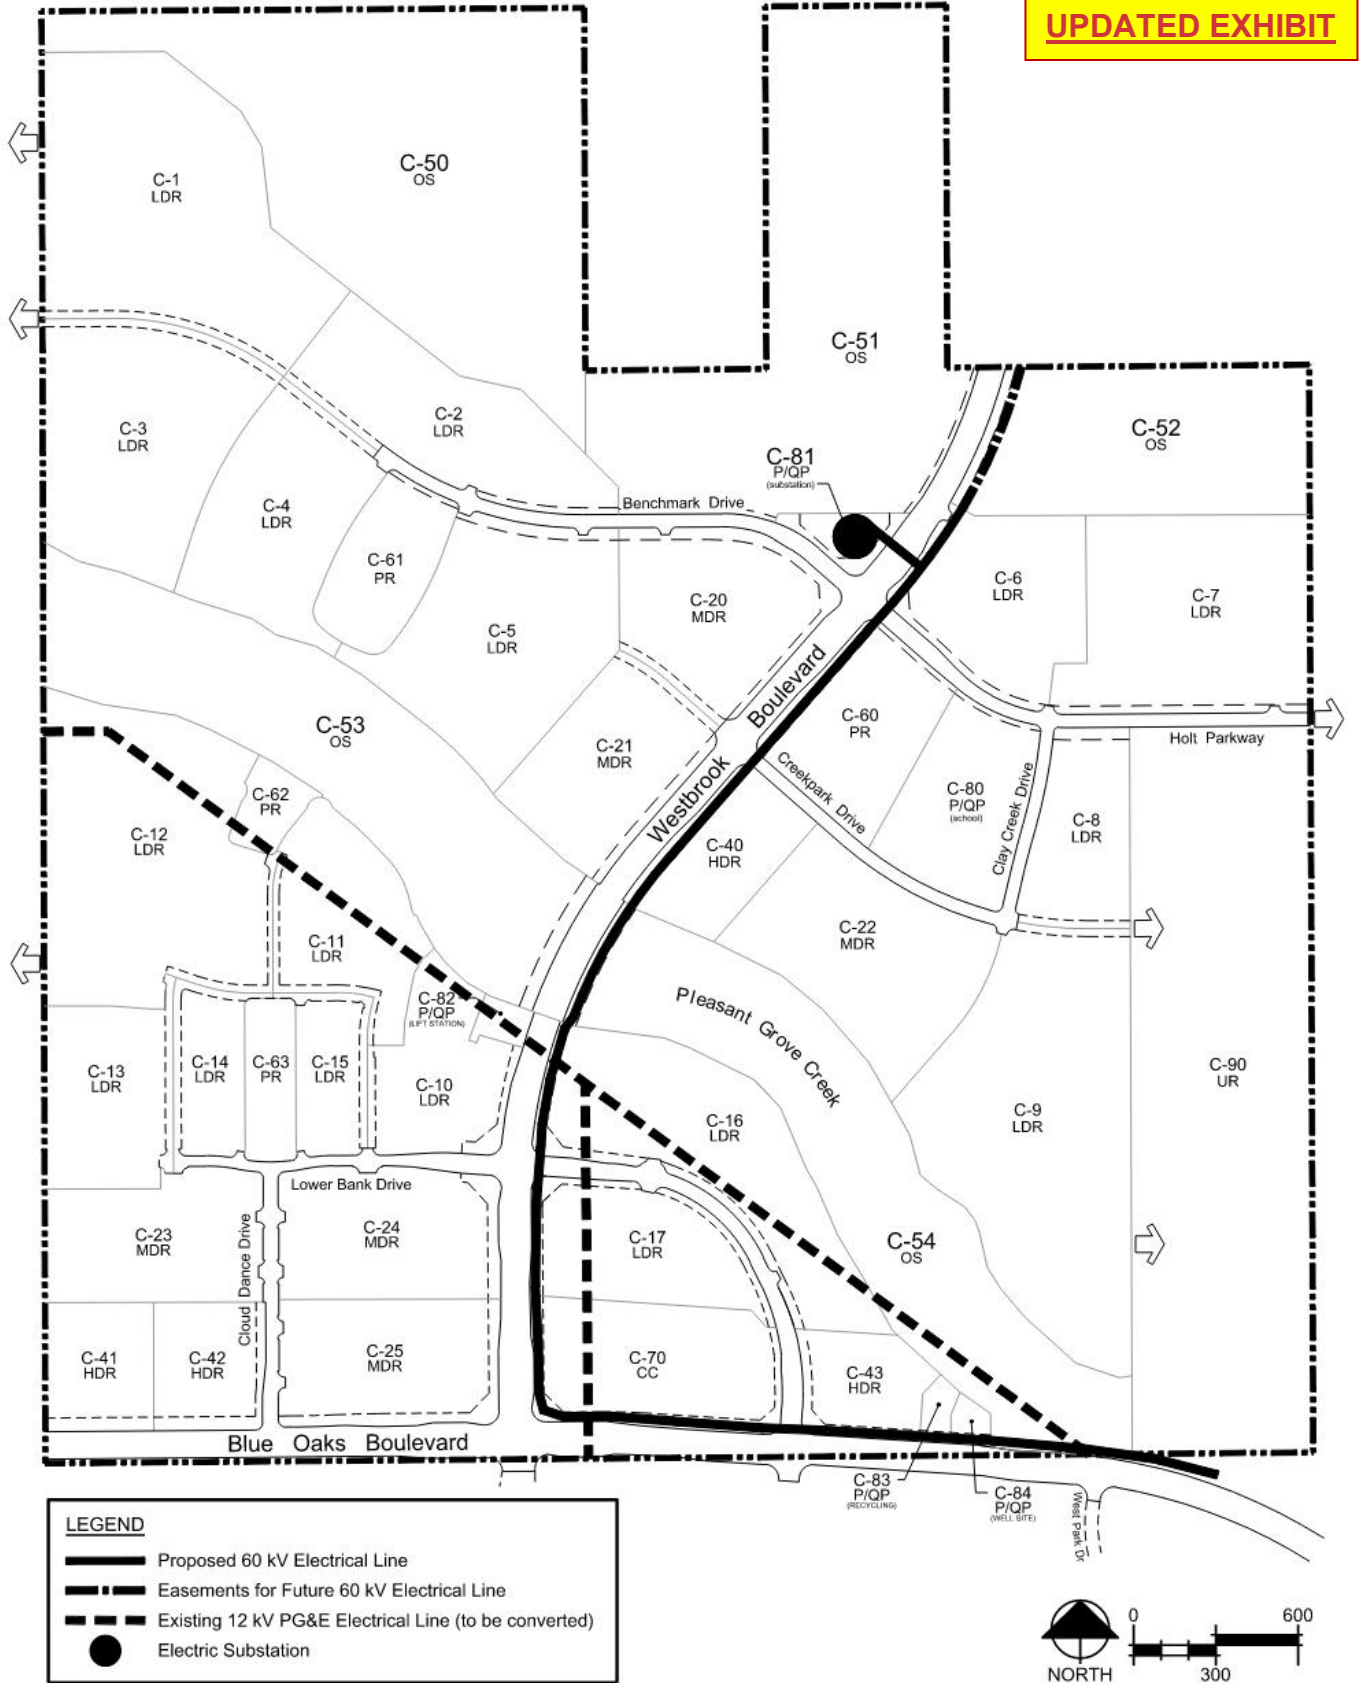 UPDATED EXHIBIT
C-50
OS
C-1
LDR
C-51
OS
C-2
LDR
C-3
LDR
C-52
OS
C-81
P/QP
(substation)
Benchmark Drive
C-4
LDR
C-61
PR
C-6
LDR
C-7
LDR
C-20
MDR
C-5
LDR
Westbrook Boulevard
C-60
PR
C-53
OS
C-21
MDR
Holt Parkway
Creekpark Drive
C-80
P/QP
(school)
Clay Creek Drive
C-8
LDR
C-62
PR
C-12
LDR
C-40
HDR
C-22
MDR
C-11
LDR
C-82
P/QP
(LIFT STATION)
Pleasant Grove Creek
C-13
LDR
C-14
LDR
C-63
PR
C-15
LDR
C-10
LDR
C-90
UR
C-16
LDR
C-9
LDR
Lower Bank Drive
C-23
MDR
Cloud Dance Drive
C-24
MDR
C-17
LDR
C-54
OS
C-41
HDR
C-42
HDR
C-25
MDR
C-70
CC
C-43
HDR
Blue Oaks Boulevard
C-83
P/QP
(RECYCLING)
C-84
P/QP
(WELL SITE)
West Park Dr
LEGEND
Proposed 60 kV Electrical Line
Easements for Future 60 kV Electrical Line
Existing 12 kV PG&E Electrical Line (to be converted)
Electric Substation
NORTH
0
600
300